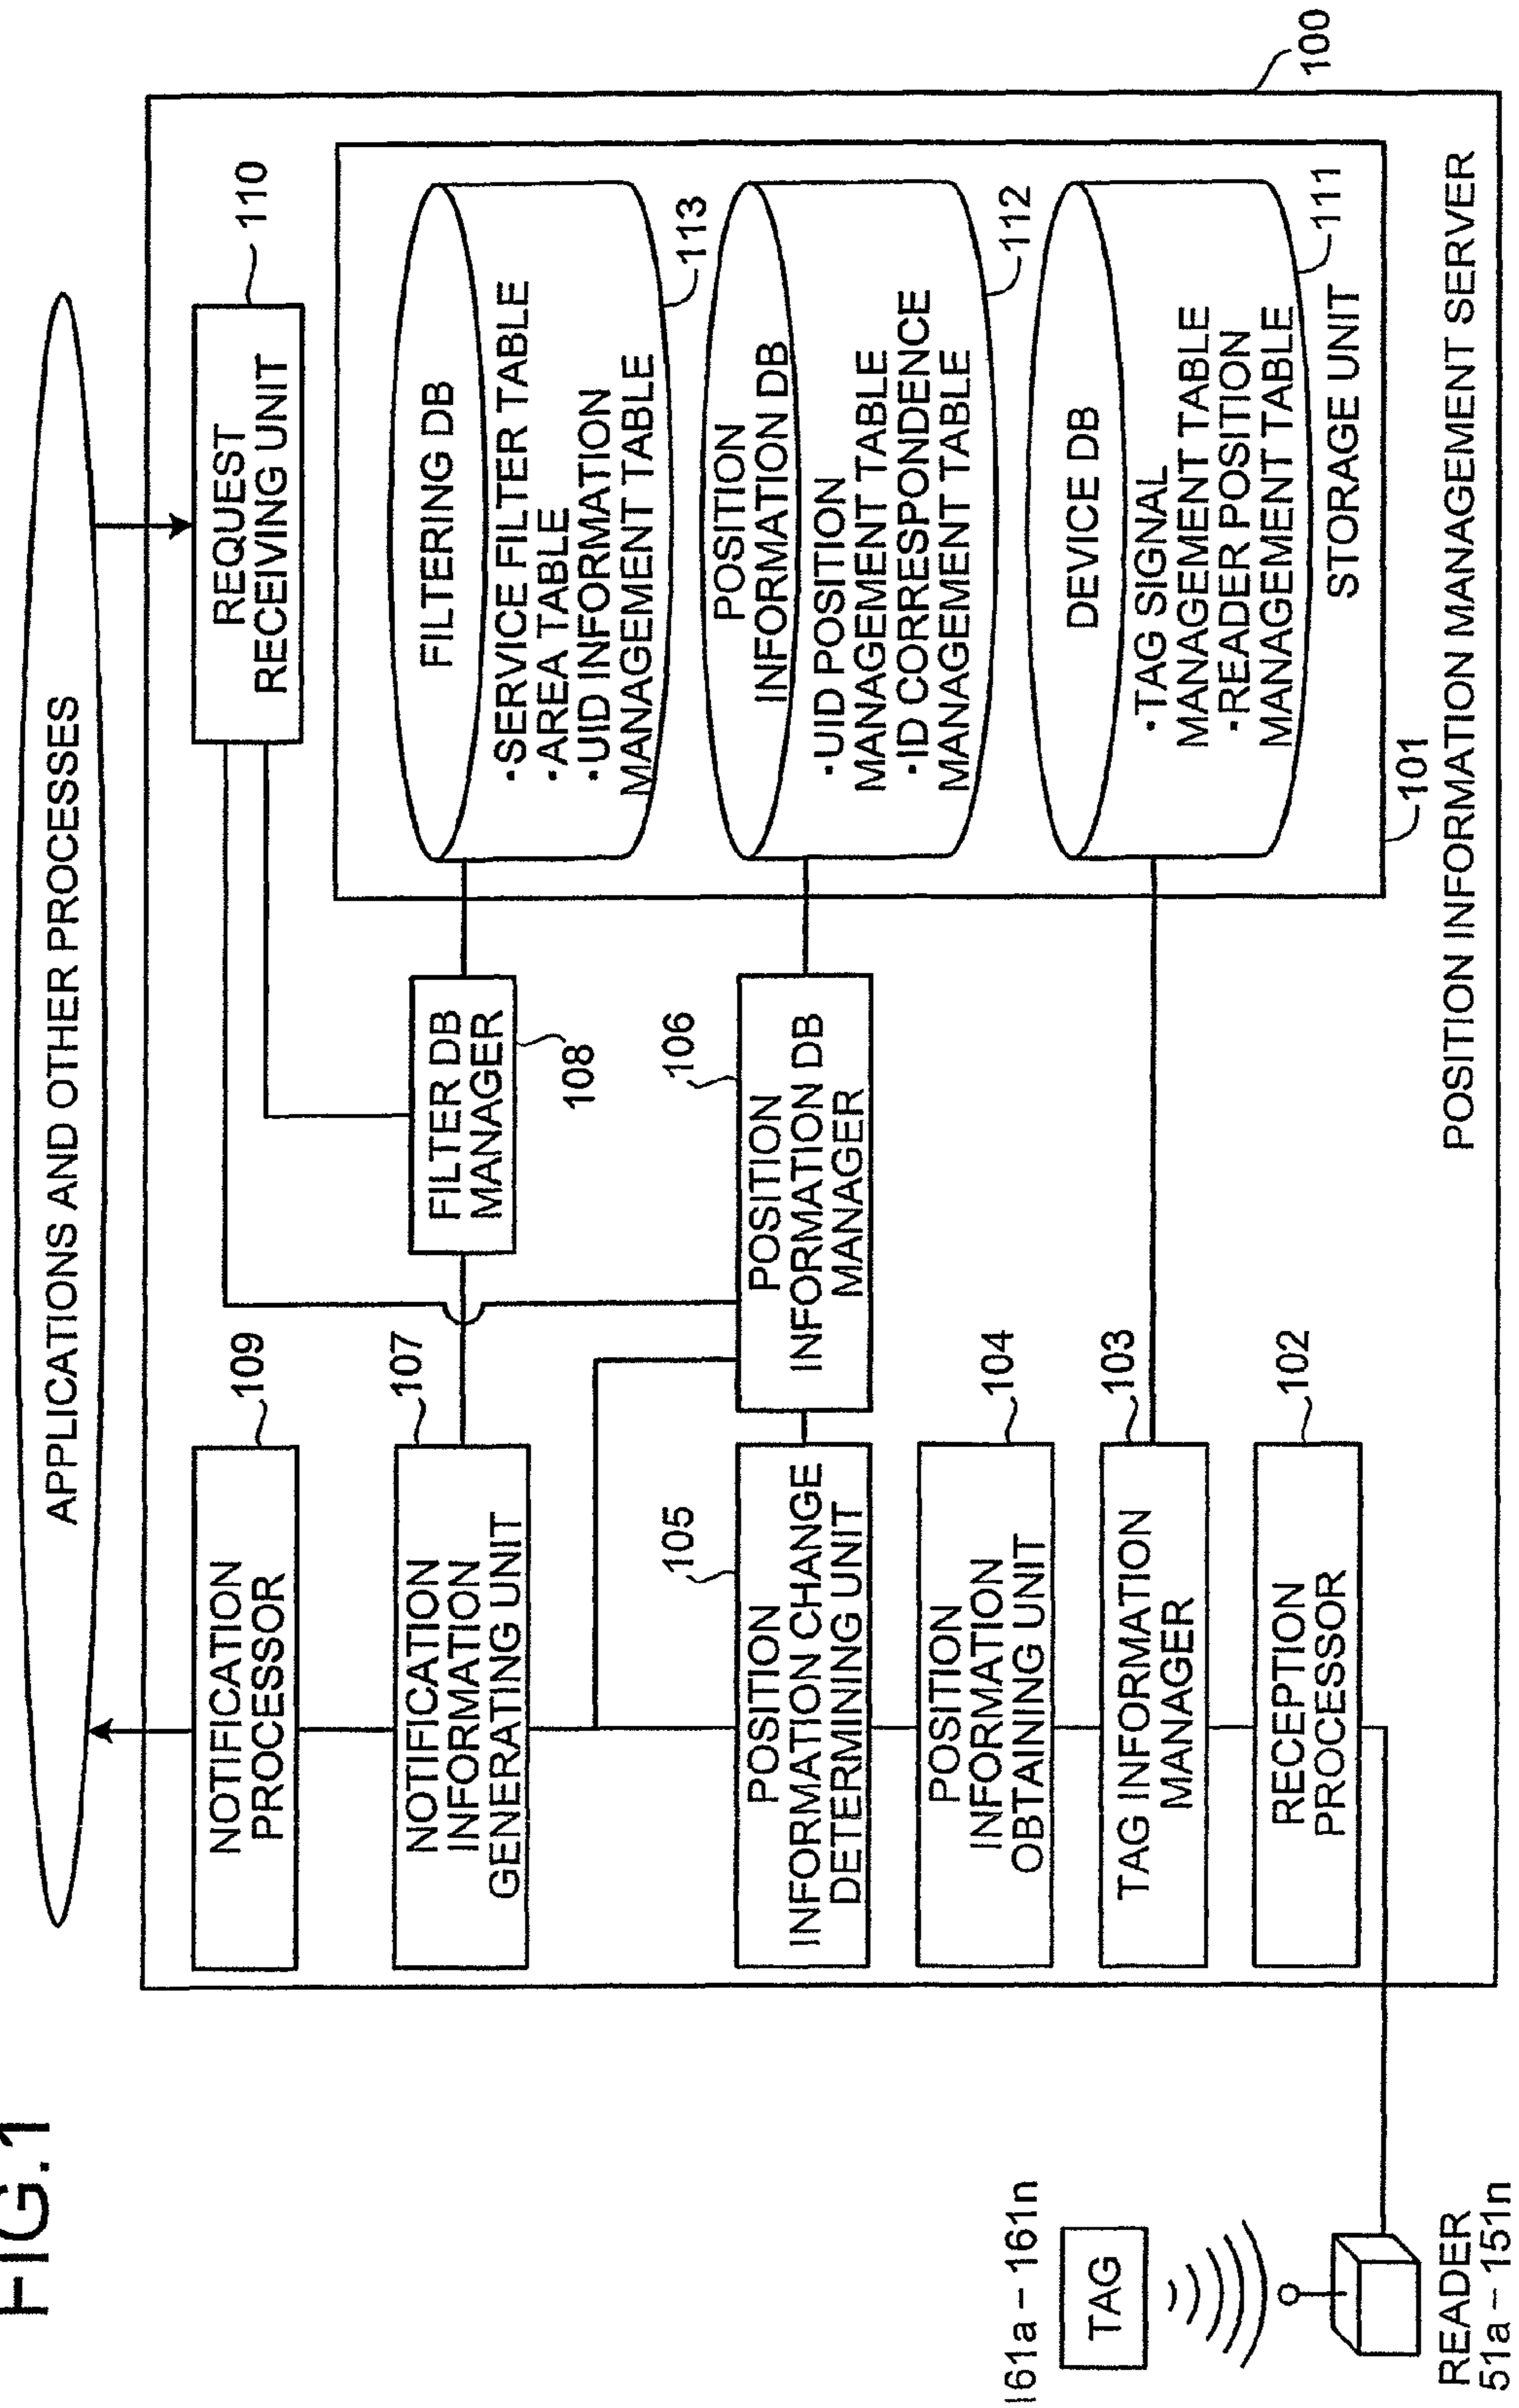 FIG.1
APPLICATIONS AND OTHER PROCESSES
NOTIFICATION
PROCESSOR
109
REQUEST
RECEIVING UNIT
110
NOTIFICATION
INFORMATION
GENERATING UNIT
107
FILTER DB
MANAGER
108
FILTERING DB
·SERVICE FILTER TABLE
·AREA TABLE
·UID INFORMATION
MANAGEMENT TABLE
113
POSITION
INFORMATION CHANGE
DETERMINING UNIT
105
POSITION
INFORMATION DB
MANAGER
106
POSITION
INFORMATION DB
·UID POSITION
MANAGEMENT TABLE
·ID CORRESPONDENCE
MANAGEMENT TABLE
112
POSITION
INFORMATION
OBTAINING UNIT
104
TAG INFORMATION
MANAGER
103
DEVICE DB
·TAG SIGNAL
MANAGEMENT TABLE
·READER POSITION
MANAGEMENT TABLE
111
RECEPTION
PROCESSOR
102
STORAGE UNIT
101
POSITION INFORMATION MANAGEMENT SERVER
100
161a – 161n
TAG
READER
51a – 151n